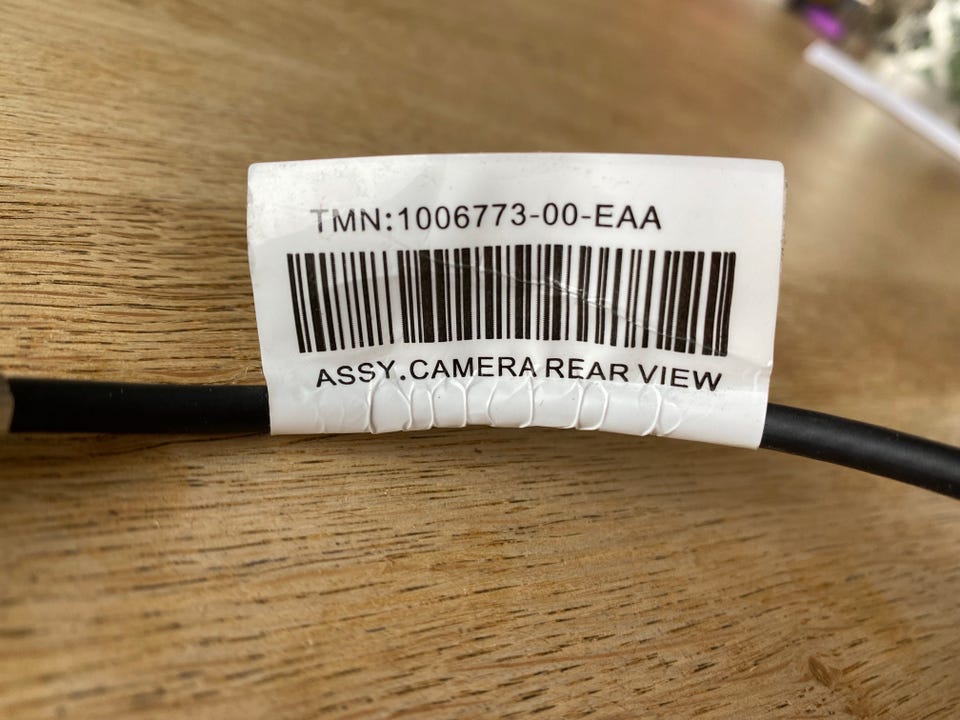 TMN:1006773-00-EAA
ASSY.CAMERA REAR VIEW